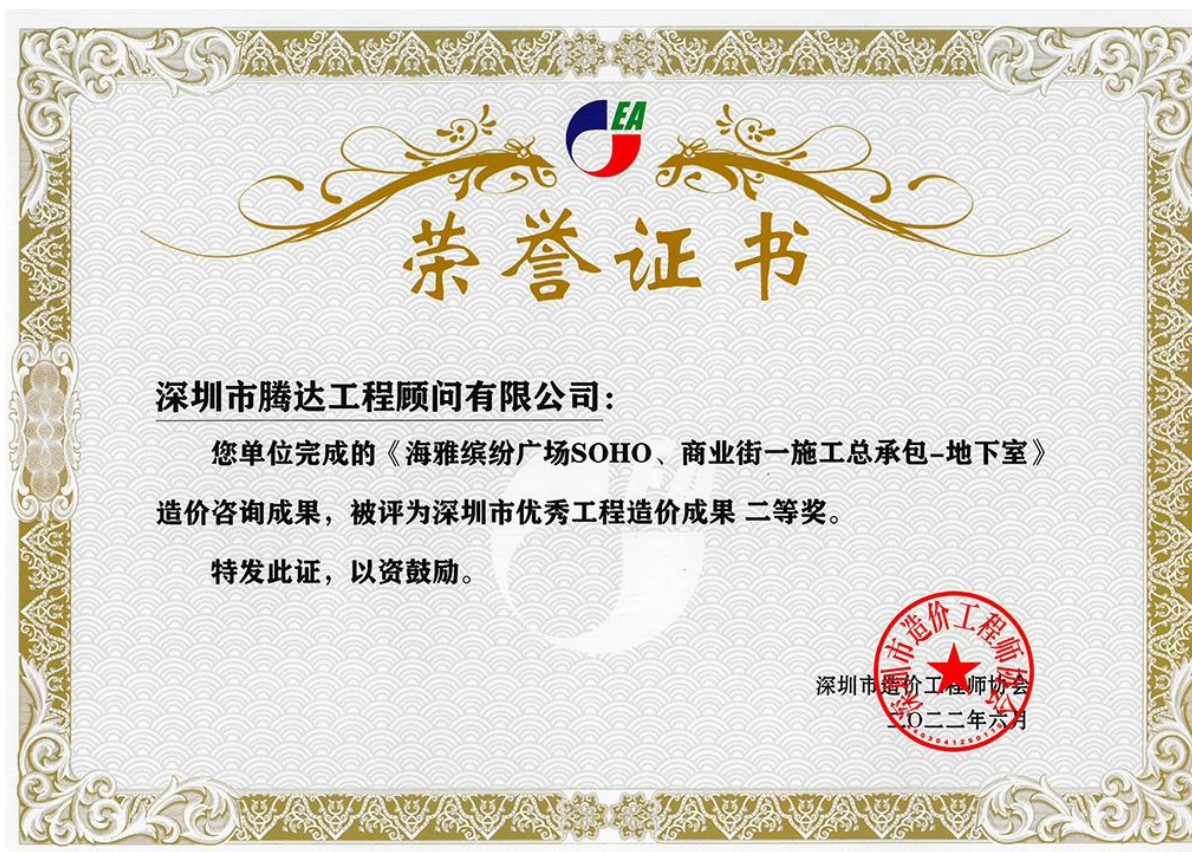 EA
荣誉证书
深圳市腾达工程顾问有限公司：
您单位完成的《海雅缤纷广场SOHO、商业街一施工总承包-地下室》
造价咨询成果，被评为深圳市优秀工程造价成果 二等奖。
特发此证，以资鼓励。
深圳市造价工程师协会
深圳市造价工程师协会
二〇二二年六月